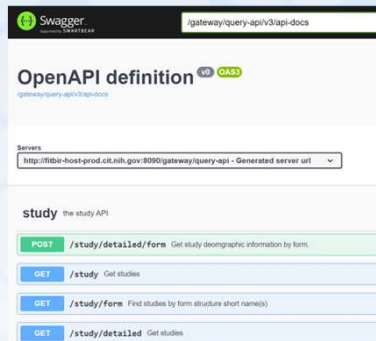 Swagger.
Supported by SMARTBEAR
/gateway/query-api/v3/api-docs
OpenAPI definition v0 OAS3
/gateway/query-api/v3/api-docs
Servers
http://fitbir-host-prod.cit.nih.gov:8090/gateway/query-api - Generated server url
study the study API
POST /study/detailed/form Get study deomgraphic information by form.
GET /study Get studies
GET /study/form Find studies by form structure short name(s)
GET /study/detailed Get studies